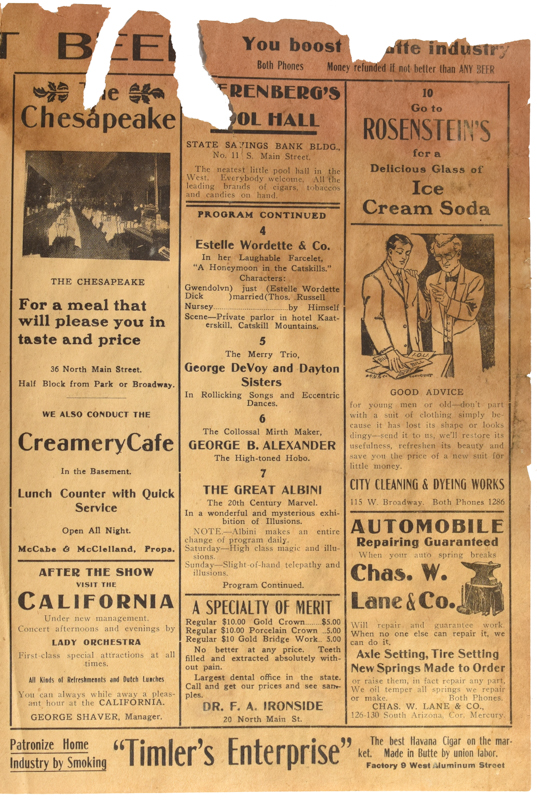 T BEE
You boost
tte industry
Both Phones Money refunded if not better than ANY BEER
The
Chesapeake
THE CHESAPEAKE
For a meal that
will please you in
taste and price
36 North Main Street.
Half Block from Park or Broadway.
WE ALSO CONDUCT THE
CreameryCafe
In the Basement.
Lunch Counter with Quick
Service
Open All Night.
McCabe & McClelland, Props.
AFTER THE SHOW
VISIT THE
CALIFORNIA
Under new management.
Concert afternoons and evenings by
LADY ORCHESTRA
First-class special attractions at all
times.
All Kinds of Refreshments and Dutch Lunches
You can always while away a pleas-
ant hour at the CALIFORNIA.
GEORGE SHAVER, Manager.
ERENBERG'S
OOL HALL
STATE SAVINGS BANK BLDG.,
No. 11 S. Main Street.
The neatest little pool hall in the
West. Everybody welcome. All the
leading brands of cigars, tobaccos
and candies on hand.
PROGRAM CONTINUED
4
Estelle Wordette & Co.
In her Laughable Farcelet,
"A Honeymoon in the Catskills."
Characters:
Gwendolvn) just (Estelle Wordette
Dick )married(Thos. Russell
Nursey..........by Himself
Scene—Private parlor in hotel Kaat-
erskill, Catskill Mountains.
5
The Merry Trio,
George DeVoy and Dayton
Sisters
In Rollicking Songs and Eccentric
Dances.
6
The Collossal Mirth Maker,
GEORGE B. ALEXANDER
The High-toned Hobo.
7
THE GREAT ALBINI
The 20th Century Marvel.
In a wonderful and mysterious exhi-
bition of Illusions.
NOTE—Albini makes an entire
change of program daily.
Saturday—High class magic and illu-
sions.
Sunday—Slight-of-hand, telepathy and
illusions.
Program Continued.
A SPECIALTY OF MERIT
Regular $10.00 Gold Crown......$5.00
Regular $10.00 Porcelain Crown ..5.00
Regular $10 Gold Bridge Work.. 5.00
No better at any price. Teeth
filled and extracted absolutely with-
out pain.
Largest dental office in the state.
Call and get our prices and see sam-
ples.
DR. F. A. IRONSIDE
20 North Main St.
10
Go to
ROSENSTEIN'S
for a
Delicious Glass of
Ice
Cream Soda
GOOD ADVICE
for young men or old—don't part
with a suit of clothing simply be-
cause it has lost its shape or looks
dingy—send it to us, we'll restore its
usefulness, refreshen its beauty and
save you the price of a new suit for
little money.
CITY CLEANING & DYEING WORKS
115 W. Broadway. Both Phones 1286
AUTOMOBILE
Repairing Guaranteed
When your auto spring breaks
Chas. W.
Lane & Co.
Will repair and guarantee work
When no one else can repair it, we
can do it.
Axle Setting, Tire Setting
New Springs Made to Order
or raise them, in fact repair any part.
We oil temper all springs we repair
or make. Both Phones.
CHAS. W. LANE & CO.,
126-130 South Arizona, Cor. Mercury.
Patronize Home
Industry by Smoking
"Timler's Enterprise"
The best Havana Cigar on the mar-
ket. Made in Butte by union labor.
Factory 9 West Aluminum Street